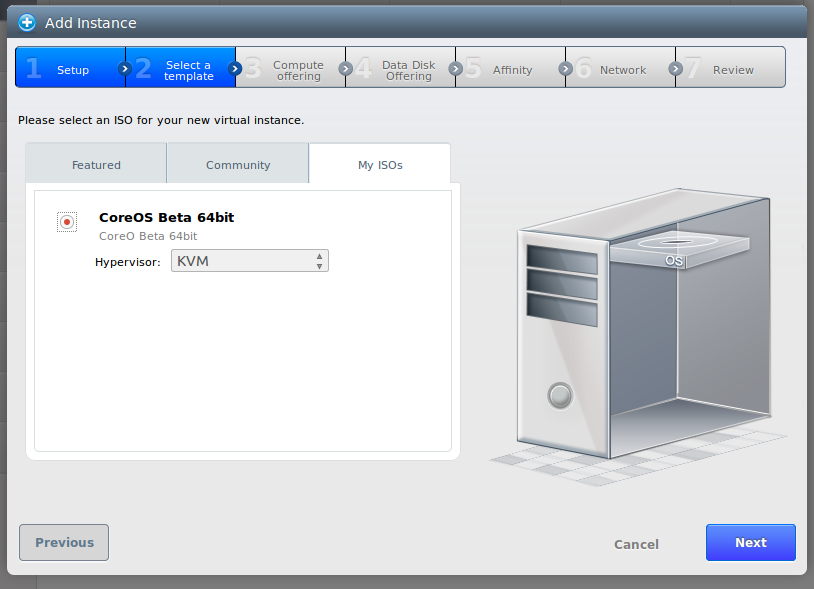 Add Instance
1 Setup
2 Select a
template
3 Compute
offering
4 Data Disk
Offering
5 Affinity
6 Network
7 Review
Please select an ISO for your new virtual instance.
Featured
Community
My ISOs
CoreOS Beta 64bit
CoreO Beta 64bit
Hypervisor: KVM
OS
Previous
Cancel
Next